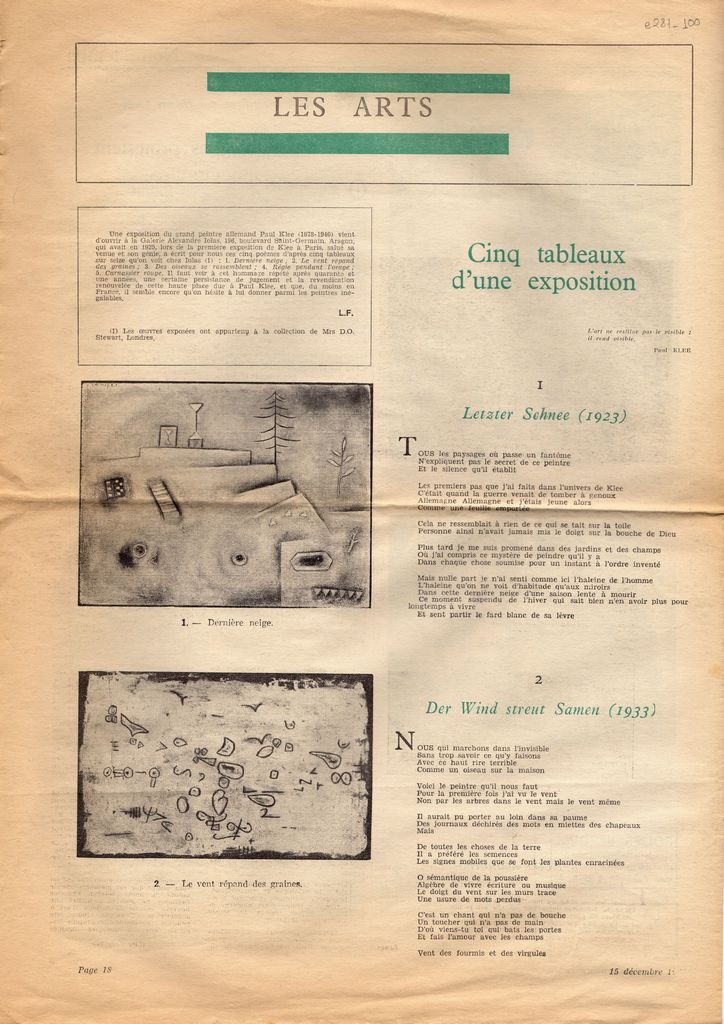 e281-100
LES ARTS
Une exposition du grand peintre allemand Paul Klee (1878-1940) vient
d'ouvrir à la Galerie Alexandre Iolas, 196, boulevard Saint-Germain. Aragon,
qui avait en 1925, lors de la première exposition de Klee à Paris, salué sa
venue et son génie, a écrit pour nous ces cinq poèmes d'après cinq tableaux
sur seize qu'on voit chez Iolas (1) : 1. Dernière neige ; 2. Le vent répand
des graines ; 3. Des oiseaux se rassemblent ; 4. Régie pendant l'orage ;
5. Carnassier rouge. Il faut voir à cet hommage répété après quarante et
une années, une certaine persistance de jugement et la revendication
renouvelée de cette haute place due à Paul Klee, et que, du moins en
France, il semble encore qu'on hésite à lui donner parmi les peintres iné-
galables.
L.F.
(1) Les œuvres exposées ont appartenu à la collection de Mrs D.O.
Stewart, Londres.
Cinq tableaux
d'une exposition
L'art ne restitue pas le visible ;
il rend visible.
Paul KLEE
1
Letzter Schnee (1923)
TOUS les paysages où passe un fantôme
N'expliquent pas le secret de ce peintre
Et le silence qu'il établit
Les premiers pas que j'ai faits dans l'univers de Klee
C'était quand la guerre venait de tomber à genoux
Allemagne Allemagne et j'étais jeune alors
Comme une feuille emportée
Cela ne ressemblait à rien de ce qui se tait sur la toile
Personne ainsi n'avait jamais mis le doigt sur la bouche de Dieu
Plus tard je me suis promené dans des jardins et des champs
Où j'ai compris ce mystère de peindre qu'il y a
Dans chaque chose soumise pour un instant à l'ordre inventé
Mais nulle part je n'ai senti comme ici l'haleine de l'homme
L'haleine qu'on ne voit d'habitude qu'aux miroirs
Dans cette dernière neige d'une saison lente à mourir
Ce moment suspendu de l'hiver qui sait bien n'en avoir plus pour
longtemps à vivre
Et sent partir le fard blanc de sa lèvre
1. — Dernière neige.
2
Der Wind streut Samen (1933)
NOUS qui marchons dans l'invisible
Sans trop savoir ce qu'y faisons
Avec ce haut rire terrible
Comme un oiseau sur la maison
Voici le peintre qu'il nous faut
Pour la première fois j'ai vu le vent
Non par les arbres dans le vent mais le vent même
Il aurait pu porter au loin dans sa paume
Des journaux déchirés des mots en miettes des chapeaux
Mais
De toutes les choses de la terre
Il a préféré les semences
Les signes mobiles que se font les plantes enracinées
O sémantique de la poussière
Algèbre de vivre écriture ou musique
Le doigt du vent sur les murs trace
Une usure de mots perdus
C'est un chant qui n'a pas de bouche
Un toucher qui n'a pas de main
D'où viens-tu toi qui bats les portes
Et fais l'amour avec les champs
Vent des fourmis et des virgules
2. — Le vent répand des graines.
Page 18
15 décembre